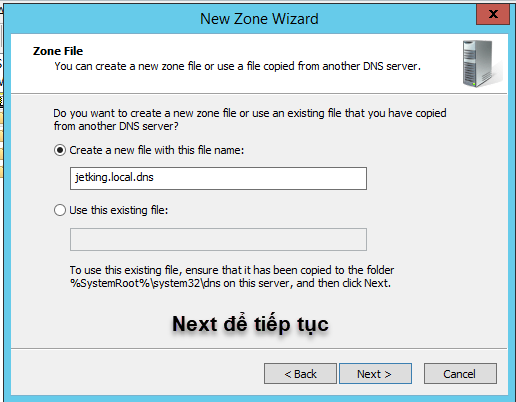 New Zone Wizard
x
Zone File
You can create a new zone file or use a file copied from another DNS server.
Do you want to create a new zone file or use an existing file that you have copied
from another DNS server?
Create a new file with this file name:
jetking.local.dns
Use this existing file:
To use this existing file, ensure that it has been copied to the folder
%SystemRoot%\system32\dns on this server, and then click Next.
Next để tiếp tục
< Back
Next >
Cancel